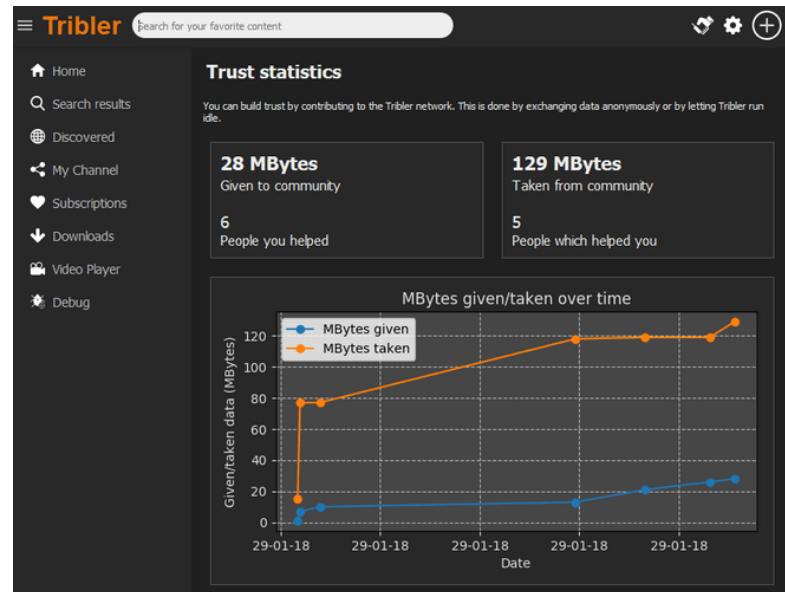 Tribler
Search for your favorite content
Home
Search results
Discovered
My Channel
Subscriptions
Downloads
Video Player
Debug
Trust statistics
You can build trust by contributing to the Tribler network. This is done by exchanging data anonymously or by letting Tribler run
idle.
28 MBytes
Given to community
6
People you helped
129 MBytes
Taken from community
5
People which helped you
MBytes given/taken over time
MBytes given
MBytes taken
Given/taken data (MBytes)
120
100
80
60
40
20
0
29-01-18 29-01-18 29-01-18 29-01-18 29-01-18
Date